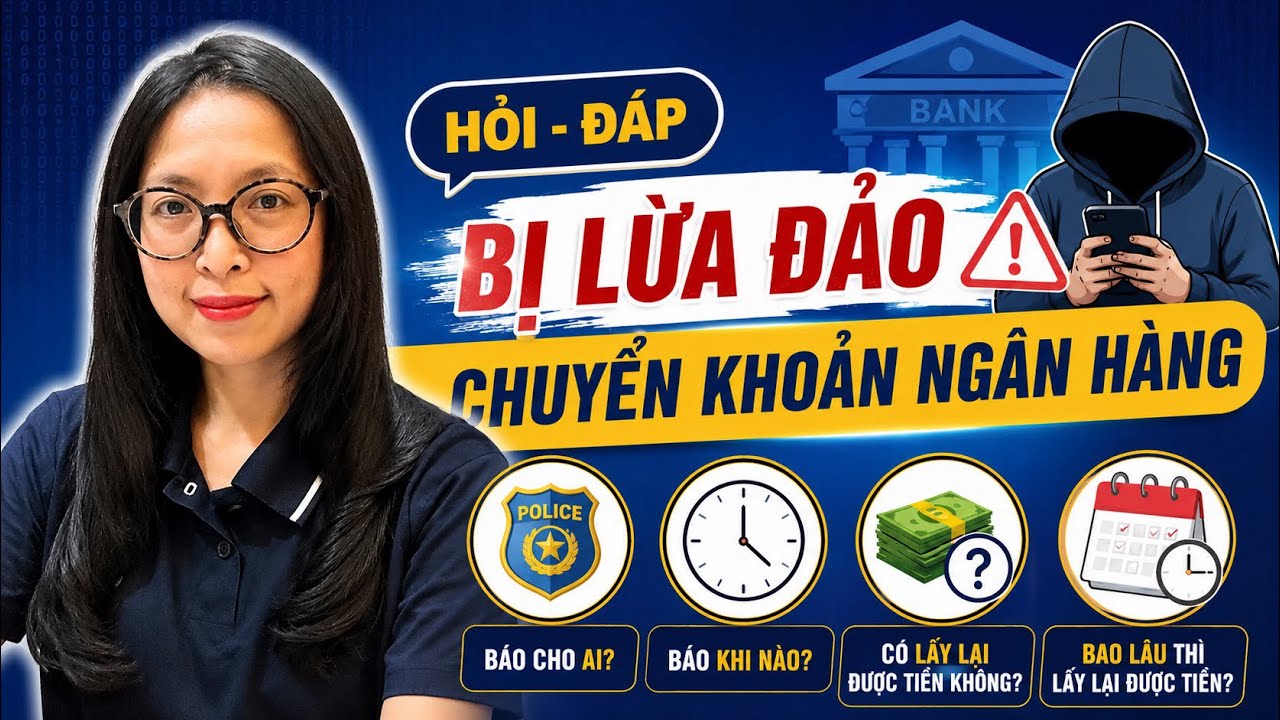 HỎI - ĐÁP
BANK
BỊ LỪA ĐẢO
CHUYỂN KHOẢN NGÂN HÀNG
POLICE
BÁO CHO AI?
BÁO KHI NÀO?
CÓ LẤY LẠI
ĐƯỢC TIỀN KHÔNG?
BAO LÂU THÌ
LẤY LẠI ĐƯỢC TIỀN?